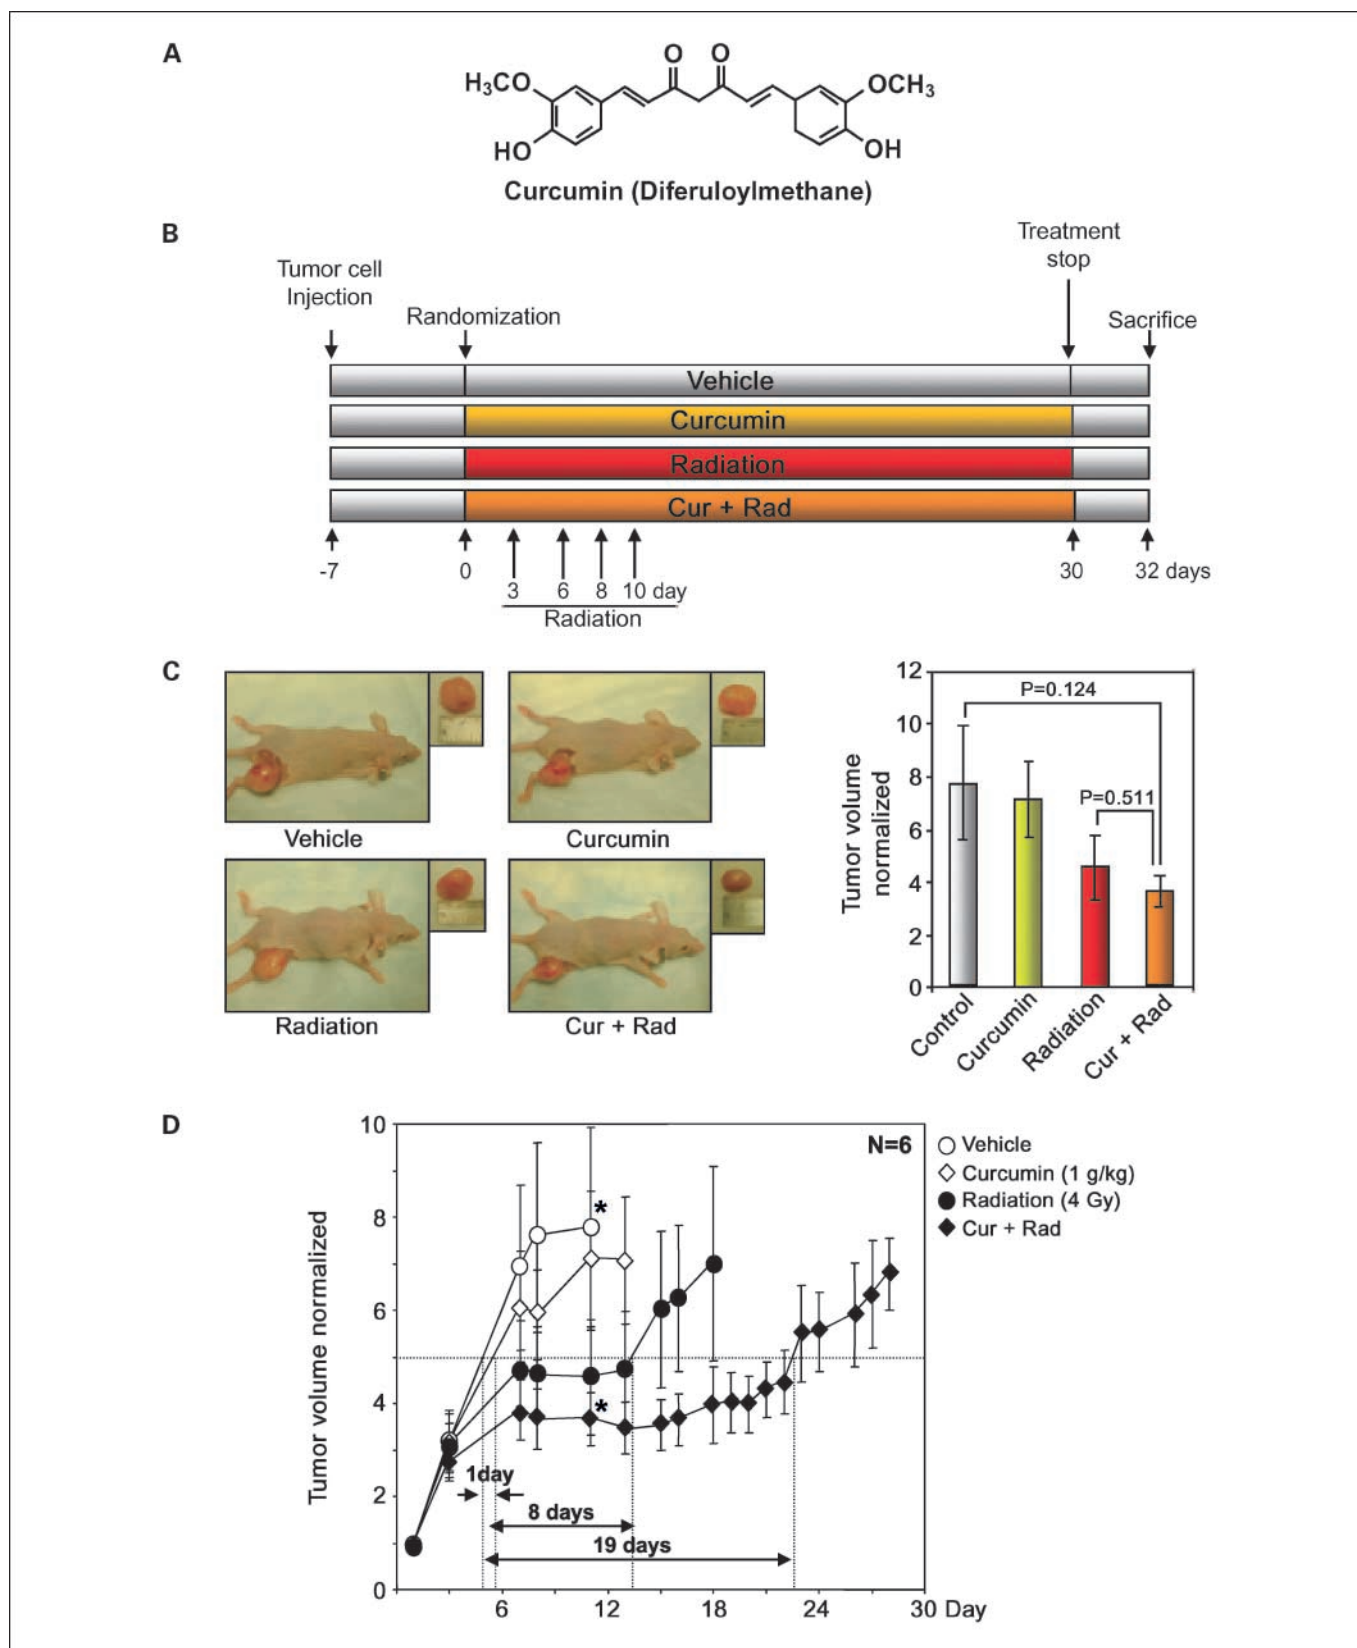 A
O O
H₃CO
OCH₃
HO
OH
Curcumin (Diferuloylmethane)
B
Treatment
stop
Tumor cell
Injection
Randomization
Sacrifice
Vehicle
Curcumin
Radiation
Cur + Rad
-7 0 3 6 8 10 day 30 32 days
Radiation
C
Vehicle
Curcumin
Radiation
Cur + Rad
Tumor volume
normalized
12
10
8
6
4
2
0
P=0.124
P=0.511
Control
Curcumin
Radiation
Cur + Rad
D
Tumor volume normalized
10
8
6
4
2
0
N=6
Vehicle
Curcumin (1 g/kg)
Radiation (4 Gy)
Cur + Rad
*
*
1day
8 days
19 days
6 12 18 24 30 Day